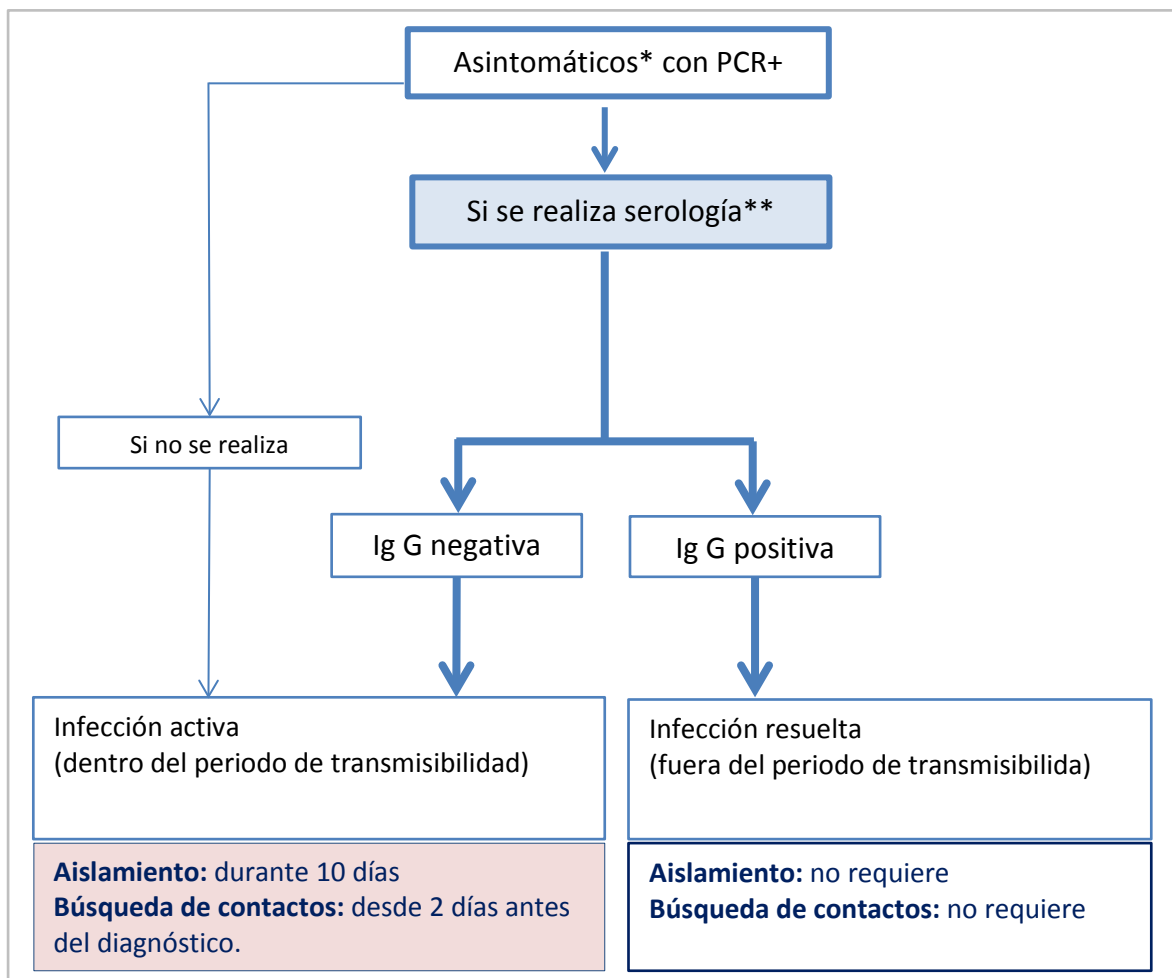 Asintomáticos* con PCR+
Si se realiza serología**
Si no se realiza
Ig G negativa
Ig G positiva
Infección activa
(dentro del periodo de transmisibilidad)
Infección resuelta
(fuera del periodo de transmisibilida)
Aislamiento: durante 10 días
Búsqueda de contactos: desde 2 días antes
del diagnóstico.
Aislamiento: no requiere
Búsqueda de contactos: no requiere